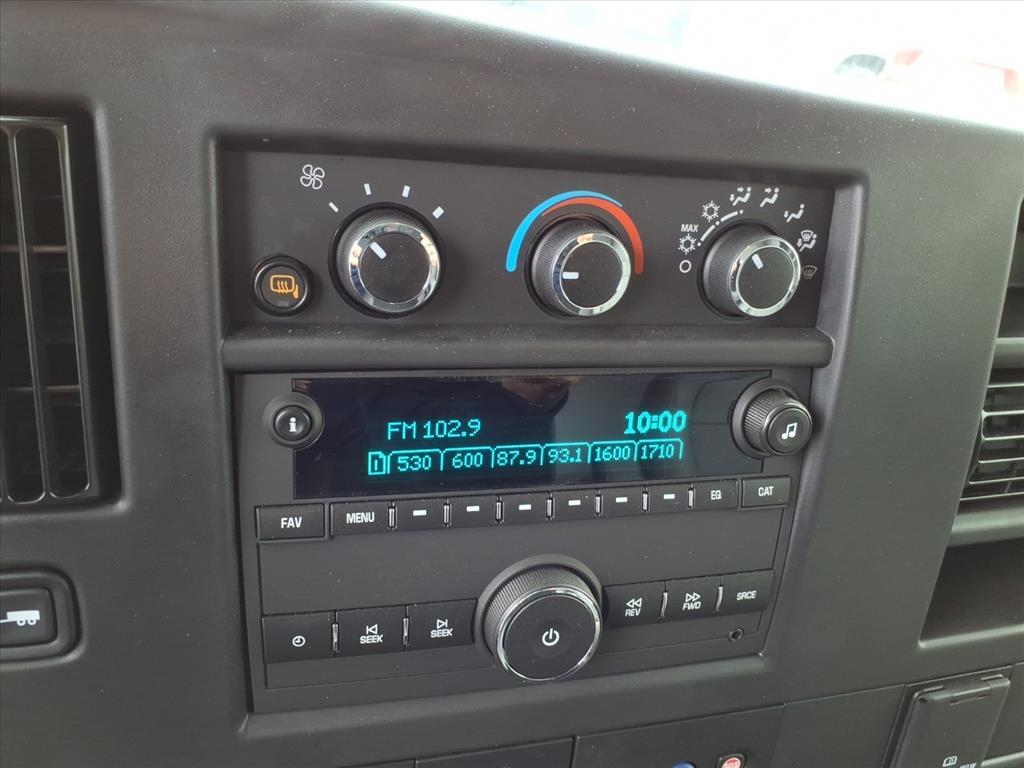 MAX
i
FM 102.9 10:00
1 530 600 87.9 93.1 1600 1710
FAV MENU EQ CAT
SEEK SEEK REV FWD SRCE